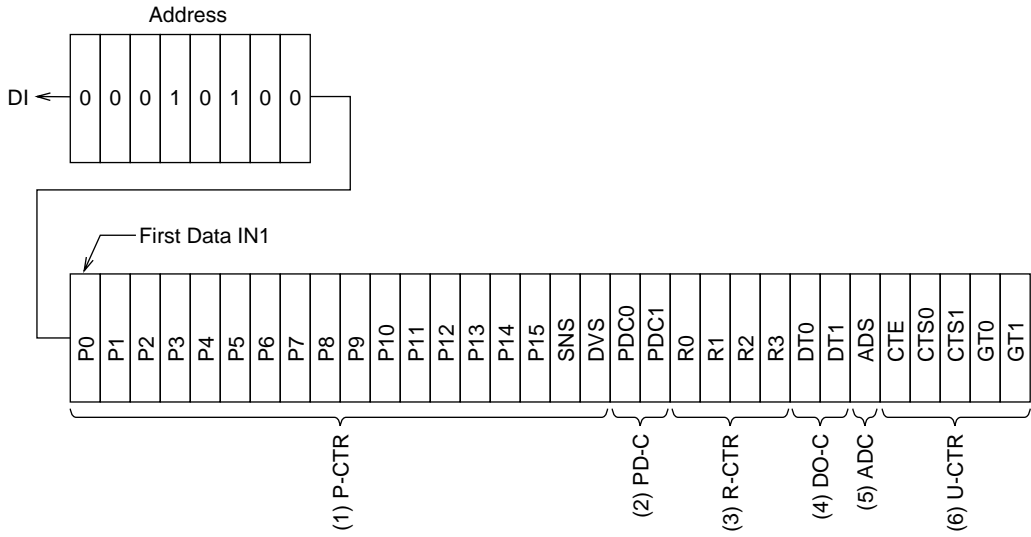 Address
DI 0 0 0 1 0 1 0 0
First Data IN1
P0 P1 P2 P3 P4 P5 P6 P7 P8 P9 P10 P11 P12 P13 P14 P15 SNS DVS PDC0 PDC1 R0 R1 R2 R3 DT0 DT1 ADS CTE CTS0 CTS1 GT0 GT1
(1) P-CTR
(2) PD-C
(3) R-CTR
(4) DO-C
(5) ADC
(6) U-CTR